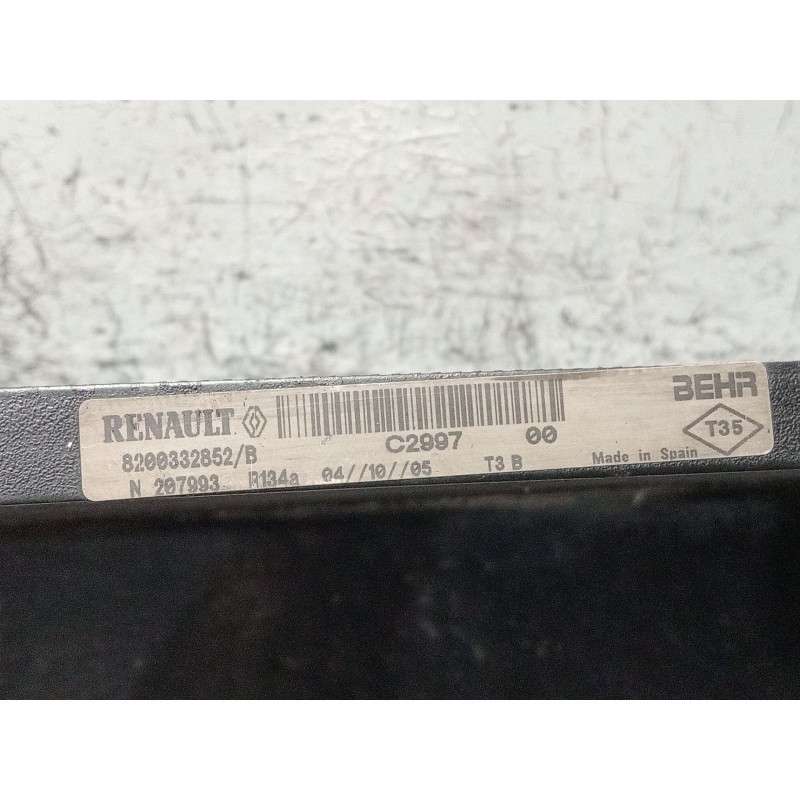 RENAULT
BEHR
C2997 00
8200332852/B
T35
N 207993 R134a 04//10//05 T3 B Made in Spain